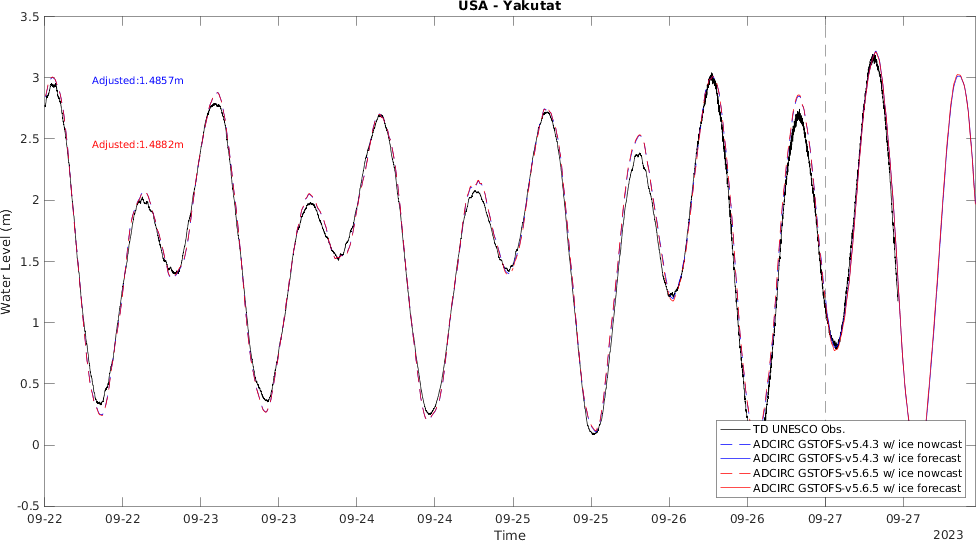 USA - Yakutat
3.5
3
2.5
2
1.5
1
0.5
0
-0.5
Water Level (m)
Adjusted:1.4857m
Adjusted:1.4882m
TD UNESCO Obs.
ADCIRC GSTOFS-v5.4.3 w/ ice nowcast
ADCIRC GSTOFS-v5.4.3 w/ ice forecast
ADCIRC GSTOFS-v5.6.5 w/ ice nowcast
ADCIRC GSTOFS-v5.6.5 w/ ice forecast
09-22 09-22 09-23 09-23 09-24 09-24 09-25 09-25 09-26 09-26 09-27 09-27
Time
2023